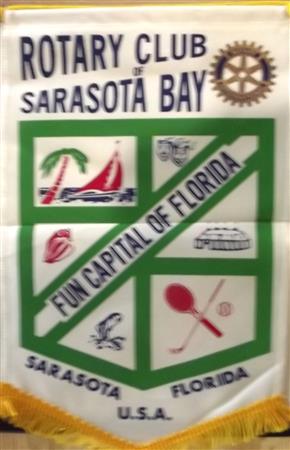 ROTARY CLUB
OF
SARASOTA BAY
FUN CAPITAL OF FLORIDA
SARASOTA FLORIDA
U.S.A.